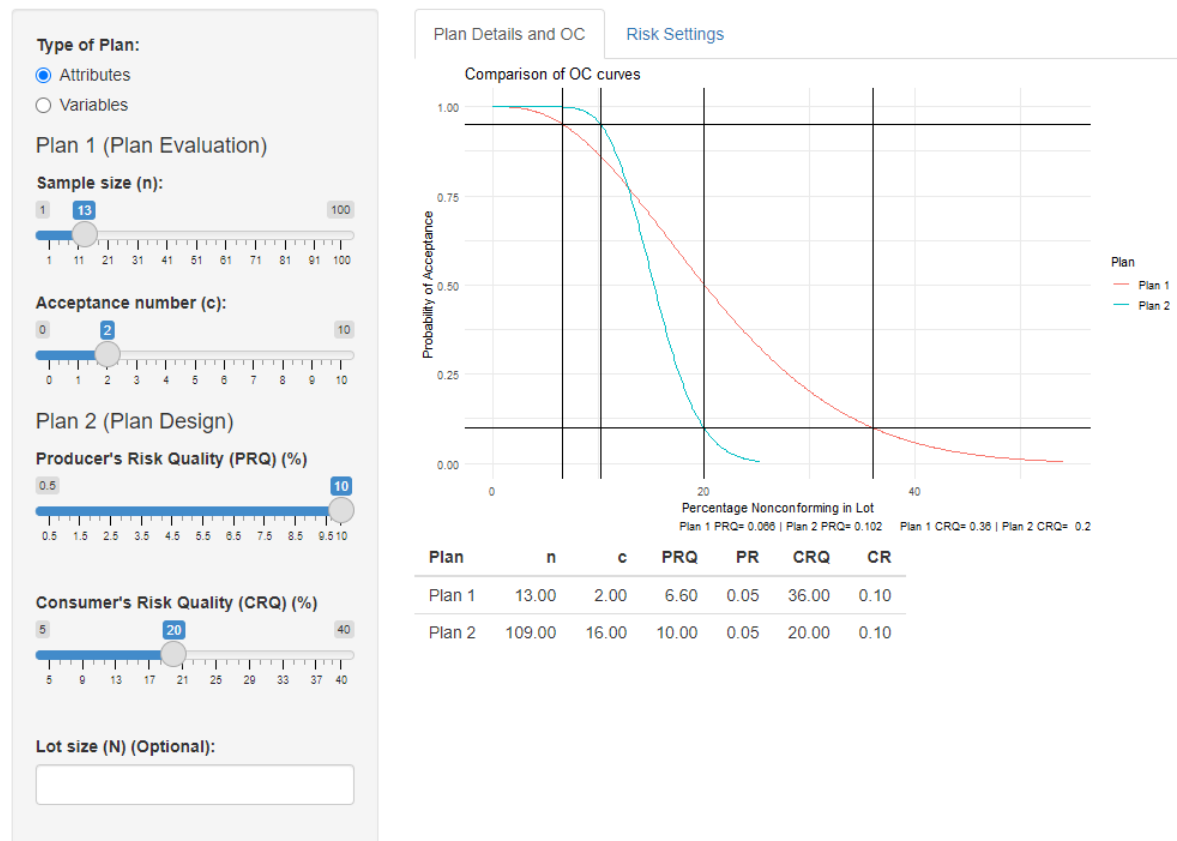 Type of Plan:
Attributes
Variables
Plan 1 (Plan Evaluation)
Sample size (n):
1 13 100
1 11 21 31 41 51 61 71 81 91 100
Acceptance number (c):
0 2 10
0 1 2 3 4 5 6 7 8 9 10
Plan 2 (Plan Design)
Producer's Risk Quality (PRQ) (%)
0.5 10
0.5 1.5 2.5 3.5 4.5 5.5 6.5 7.5 8.5 9.5 10
Consumer's Risk Quality (CRQ) (%)
5 20 40
5 9 13 17 21 25 29 33 37 40
Lot size (N) (Optional):
Plan Details and OC Risk Settings
Comparison of OC curves
1.00
0.75
0.50
0.25
0.00
Probability of Acceptance
0 20 40
Percentage Nonconforming in Lot
Plan 1 PRQ= 0.066 | Plan 2 PRQ= 0.102 Plan 1 CRQ= 0.36 | Plan 2 CRQ= 0.2
Plan
Plan 1
Plan 2
Plan n c PRQ PR CRQ CR
Plan 1 13.00 2.00 6.60 0.05 36.00 0.10
Plan 2 109.00 16.00 10.00 0.05 20.00 0.10